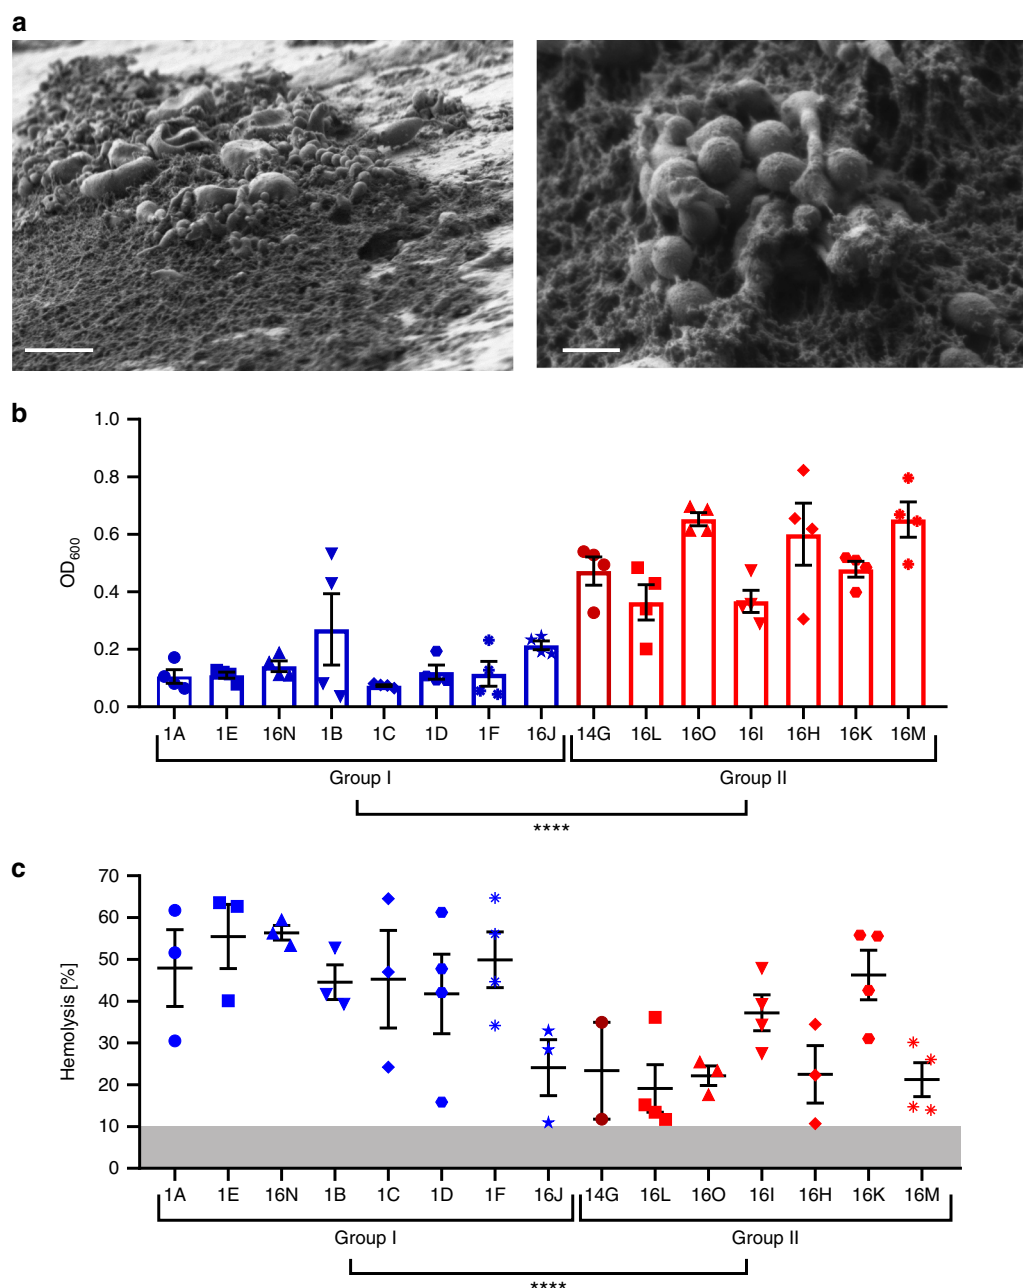 a
b
1.0
0.8
0.6
0.4
0.2
0.0
OD600
1A 1E 16N 1B 1C 1D 1F 16J 14G 16L 16O 16I 16H 16K 16M
Group I Group II
****
c
70
60
50
40
30
20
10
0
Hemolysis [%]
1A 1E 16N 1B 1C 1D 1F 16J 14G 16L 16O 16I 16H 16K 16M
Group I Group II
****